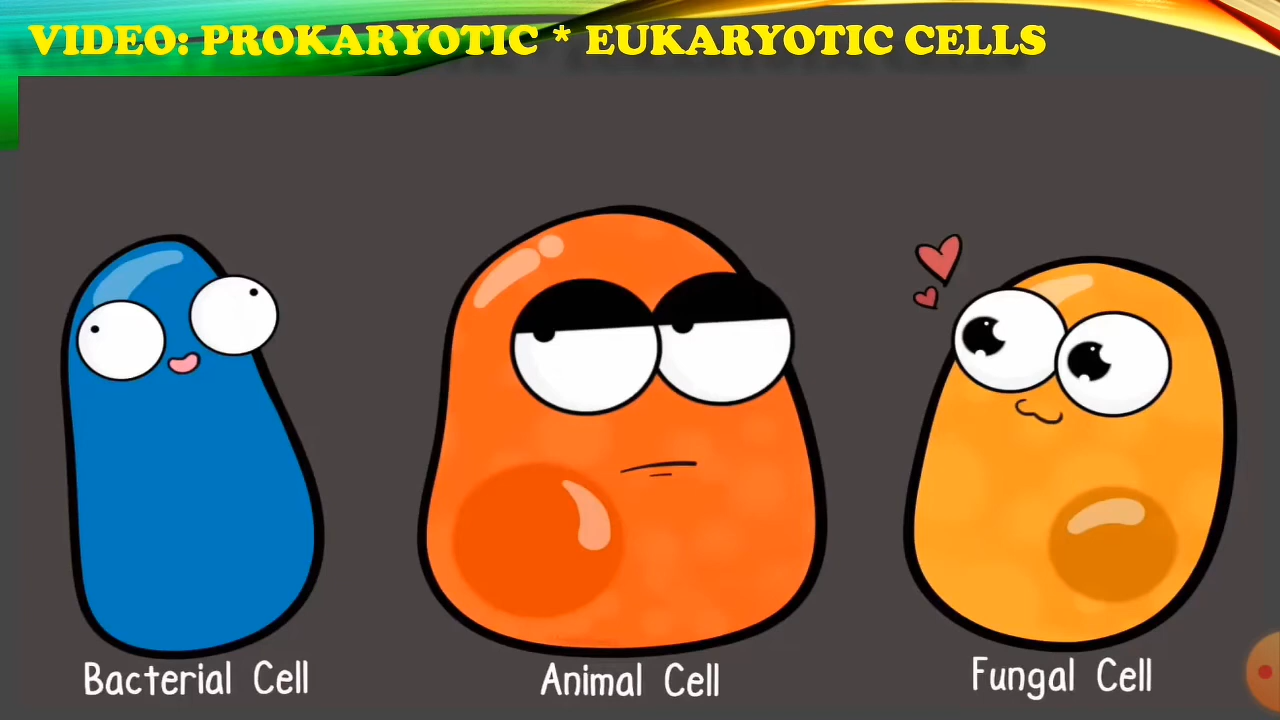 VIDEO: PROKARYOTIC * EUKARYOTIC CELLS
Bacterial Cell
Animal Cell
Fungal Cell